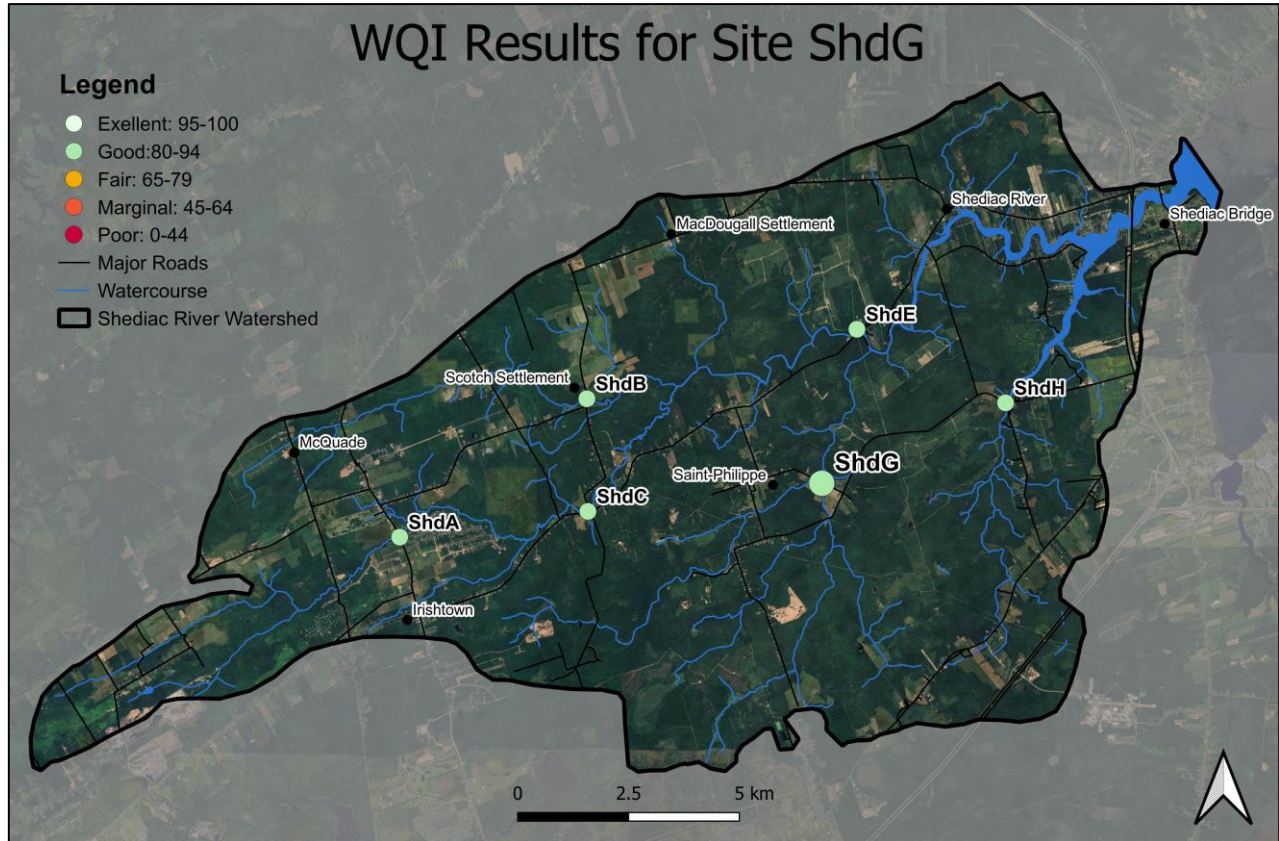 WQI Results for Site ShdG
Legend
Exellent: 95-100
Good:80-94
Fair: 65-79
Marginal: 45-64
Poor: 0-44
Major Roads
Watercourse
Shediac River Watershed
Shediac River
Shediac Bridge
MacDougall Settlement
ShdE
Scotch Settlement
ShdB
ShdH
McQuade
Saint-Philippe
ShdG
ShdC
ShdA
Irishtown
0 2.5 5 km